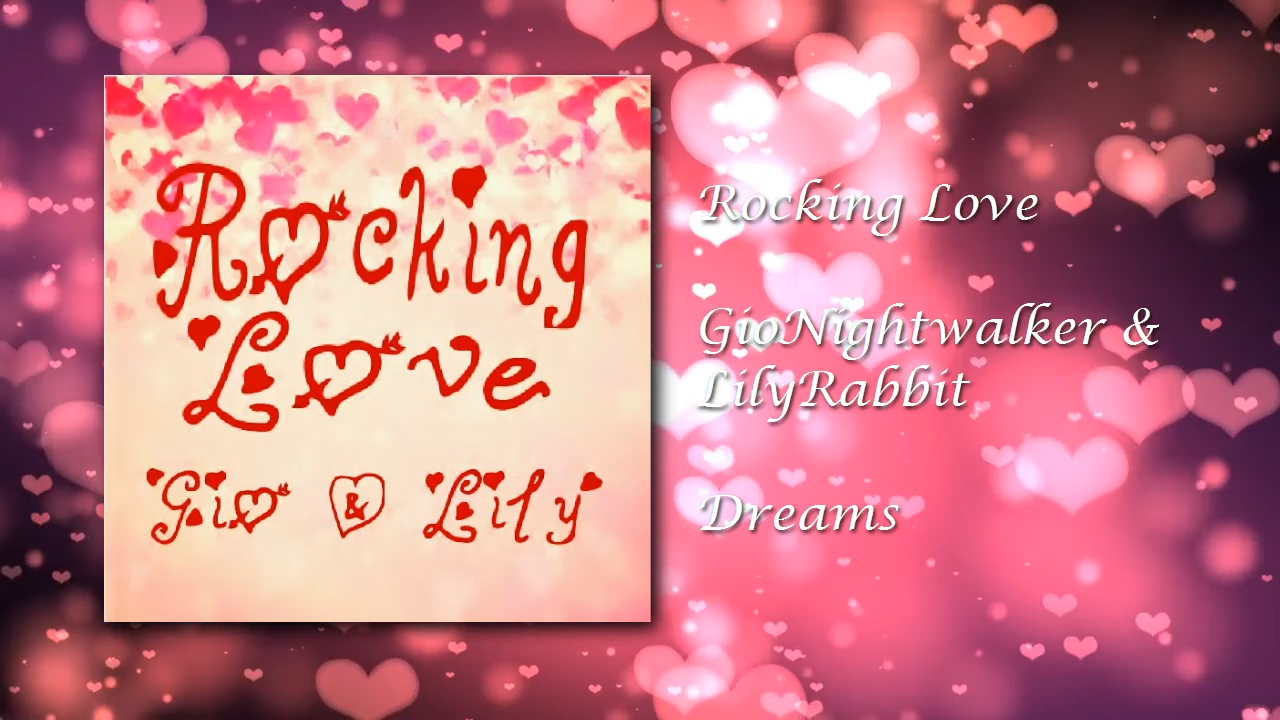 Rocking
Love
Gio & Lily
Rocking Love
GioNightwalker &
LilyRabbit
Dreams